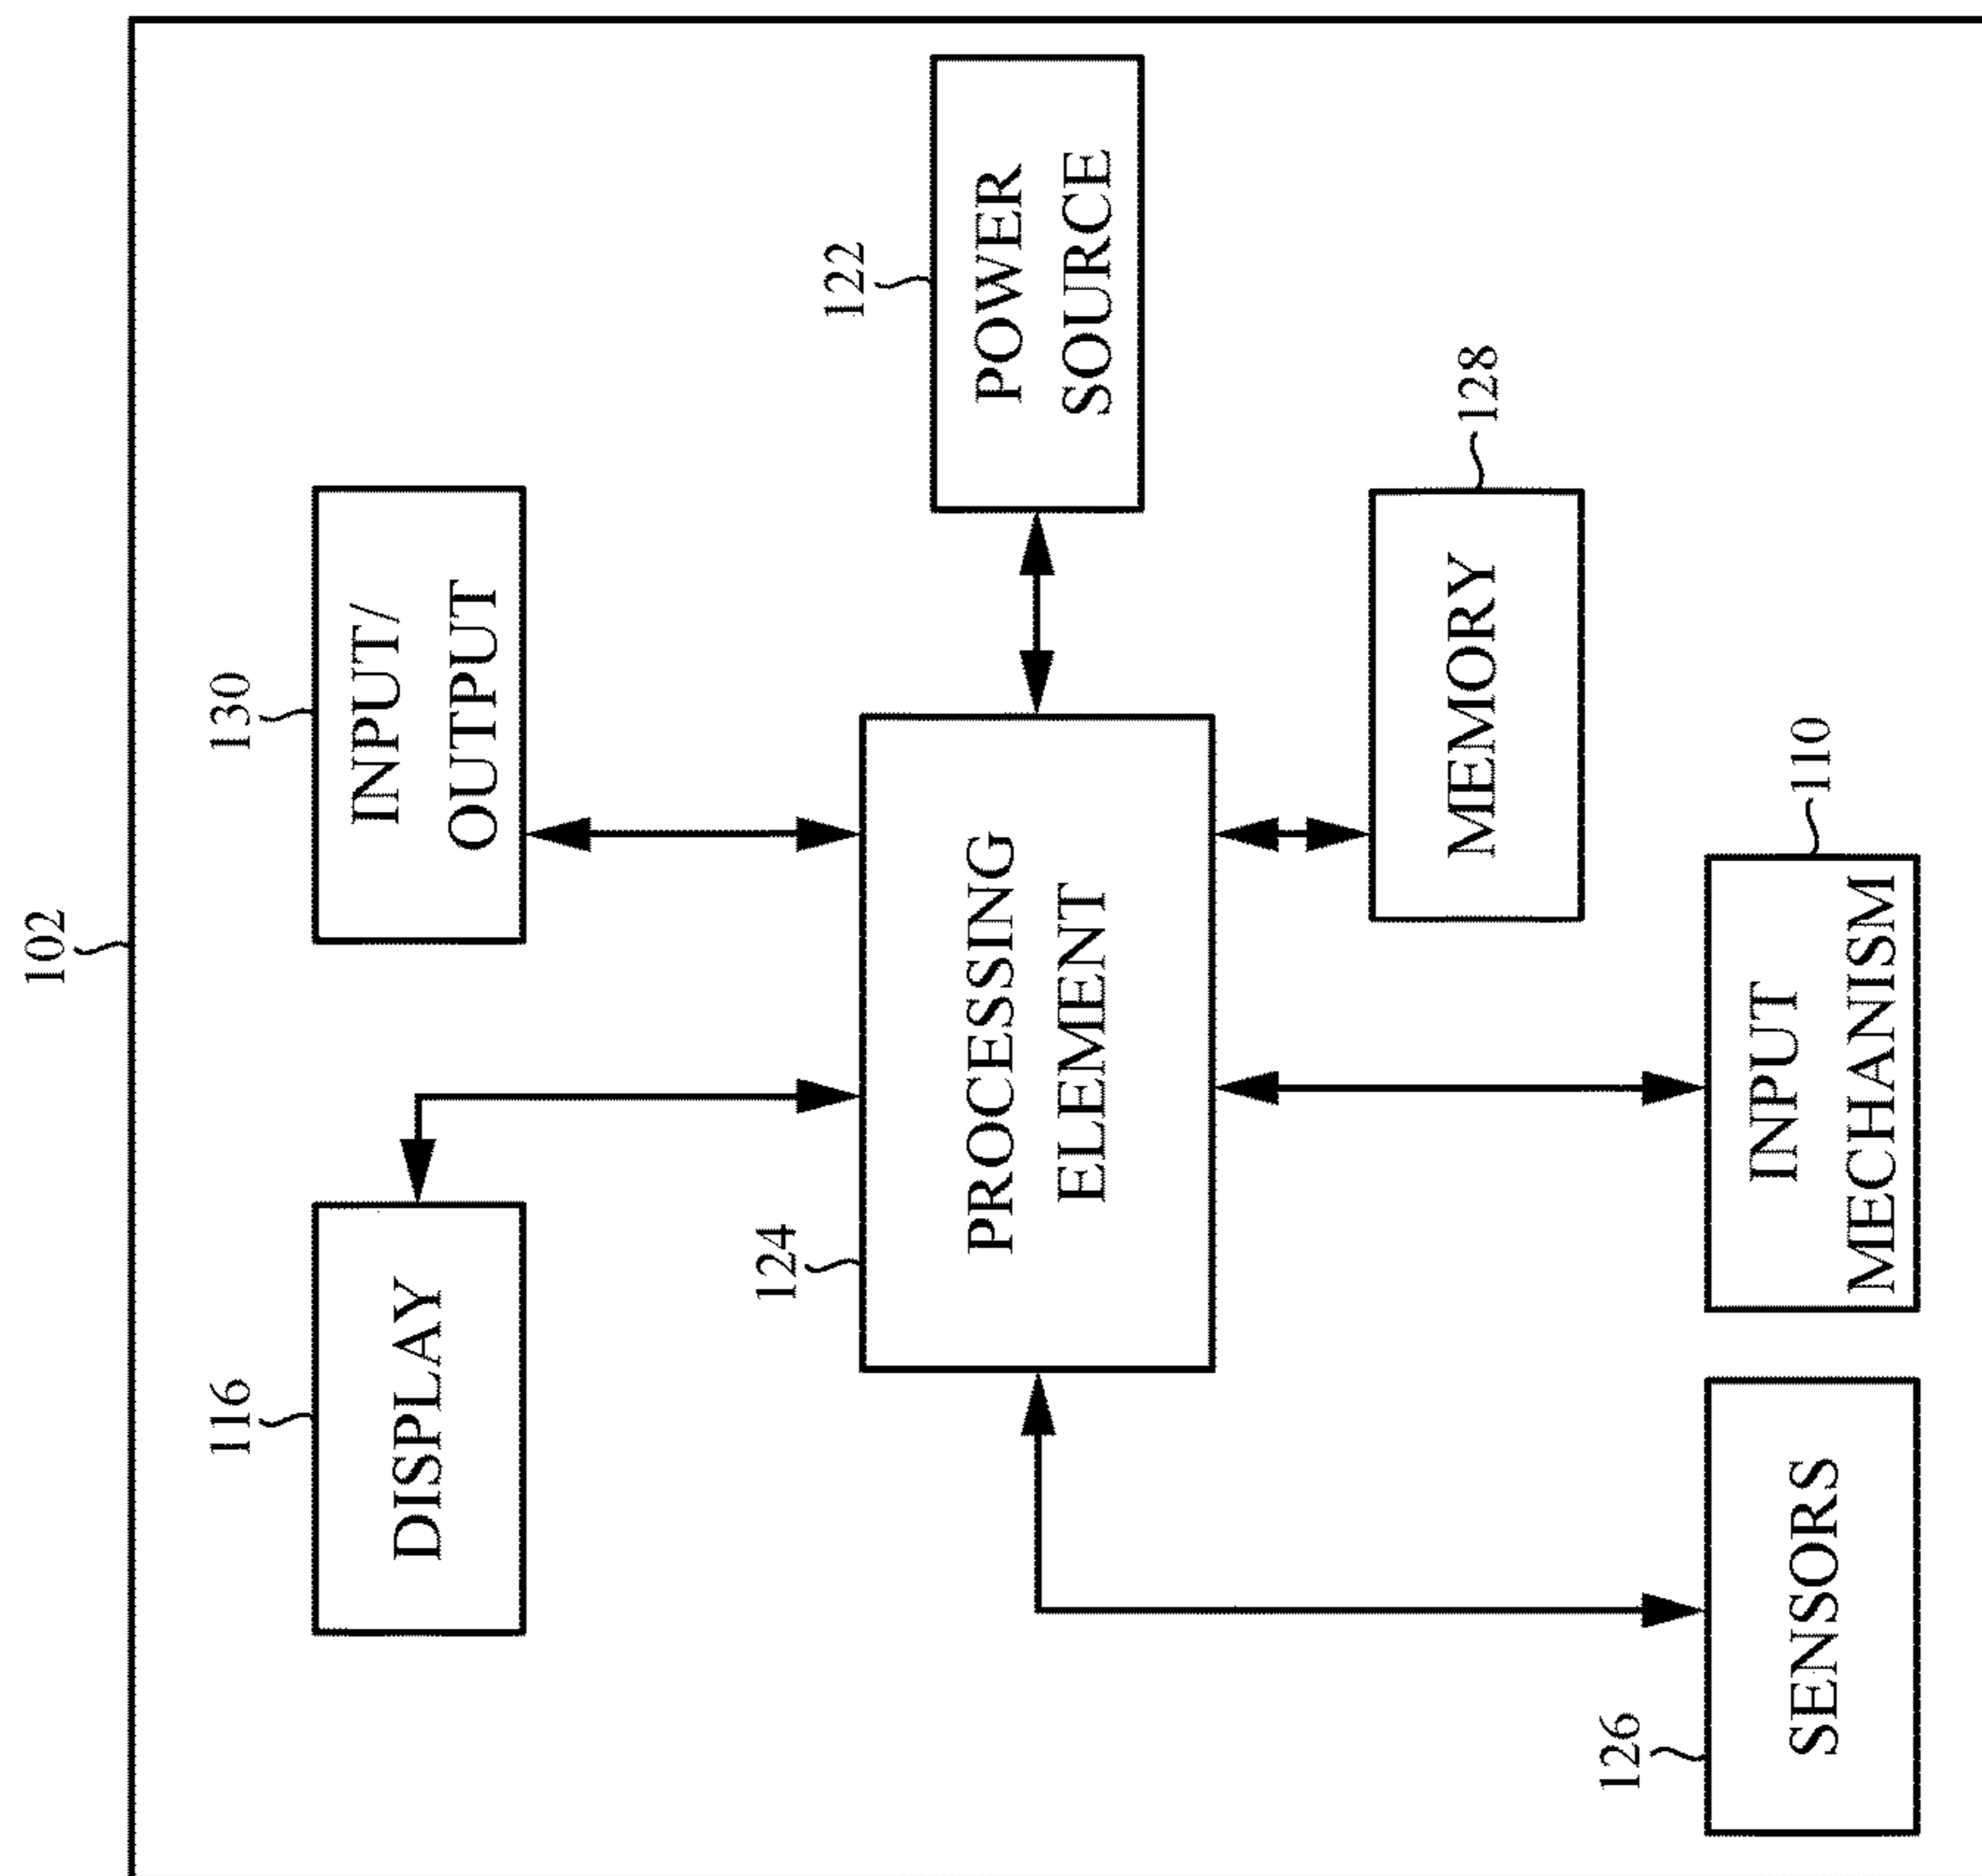 102
116
DISPLAY
130
INPUT/
OUTPUT
124
PROCESSING
ELEMENT
122
POWER
SOURCE
128
MEMORY
126
SENSORS
110
INPUT
MECHANISM